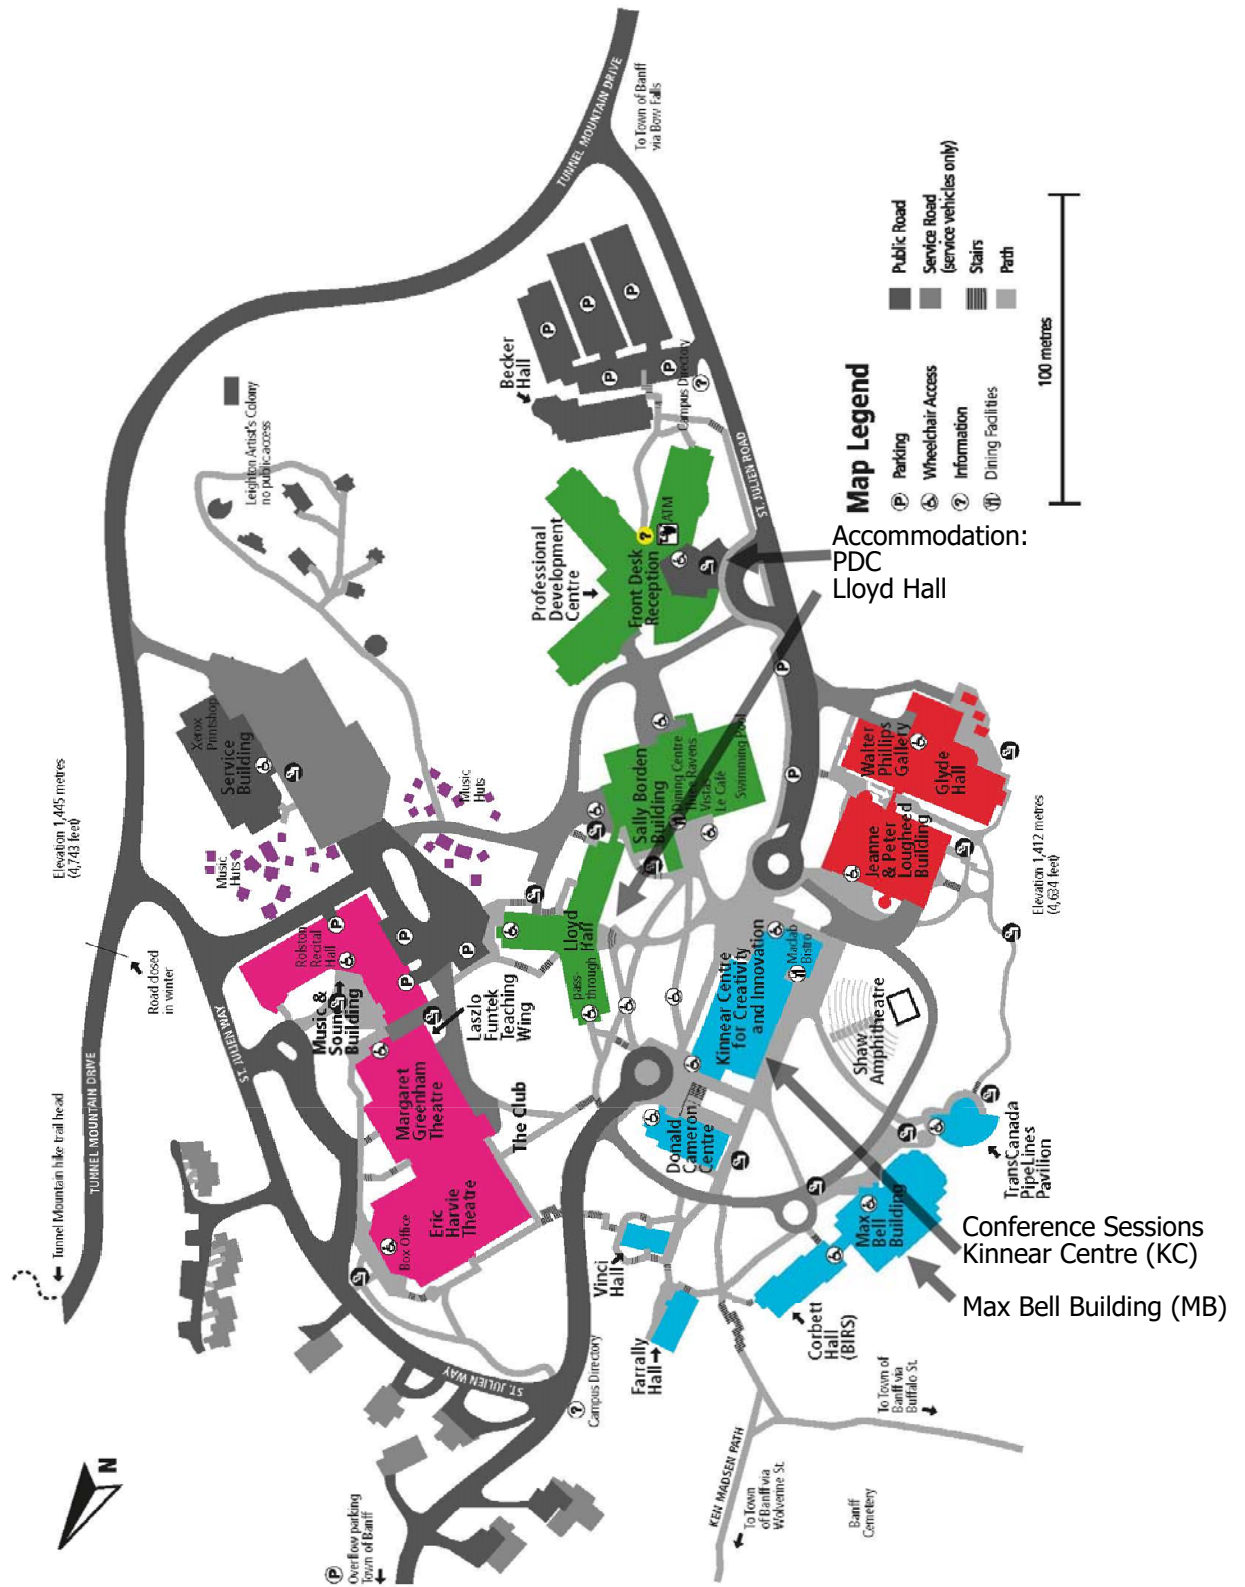 TUNNEL MOUNTAIN DRIVE
To Town of Banff
via Bow Falls
Becker
Hall
Campus Directory
Leighton Artist's Colony
no public access
Professional
Development
Centre
Front Desk
Reception
ATM
ST. JULIEN ROAD
Map Legend
Parking
Wheelchair Access
Information
Dining Facilities
Public Road
Service Road
(service vehicles only)
Stairs
Path
100 metres
Accommodation:
PDC
Lloyd Hall
Xerox
Printshop
Service
Building
Music
Huts
Music
Huts
Elevation 1,445 metres
(4,743 feet)
Sally Borden
Building
Dining Centre
Three Ravens
Vistas
Le Café
Swimming Pool
Walter
Phillips
Gallery
Glyde
Hall
Jeanne
& Peter
Lougheed
Building
Elevation 1,412 metres
(4,634 feet)
Road closed
in winter
ST. JULIEN WAY
Rolston
Recital
Hall
Music &
Sound
Building
Laszlo
Funtek
Teaching
Wing
Lloyd
Hall
pass-
through
Kinnear Centre
for Creativity
and Innovation
Maclab
Bistro
Shaw
Amphitheatre
TUNNEL MOUNTAIN DRIVE
Tunnel Mountain hike trail head
Margaret
Greenham
Theatre
The Club
Eric
Harvie
Theatre
Box Office
Donald
Cameron
Centre
TransCanada
PipeLines
Pavilion
Max
Bell
Building
Vinci
Hall
Farrally
Hall
Corbett
Hall
(BIRS)
Conference Sessions
Kinnear Centre (KC)
Max Bell Building (MB)
ST. JULIEN WAY
Campus Directory
To Town of
Banff via
Buffalo St.
KEN MADSEN PATH
To Town
of Banff via
Wolverine St.
Banff
Cemetery
N
Overflow parking
Town of Banff